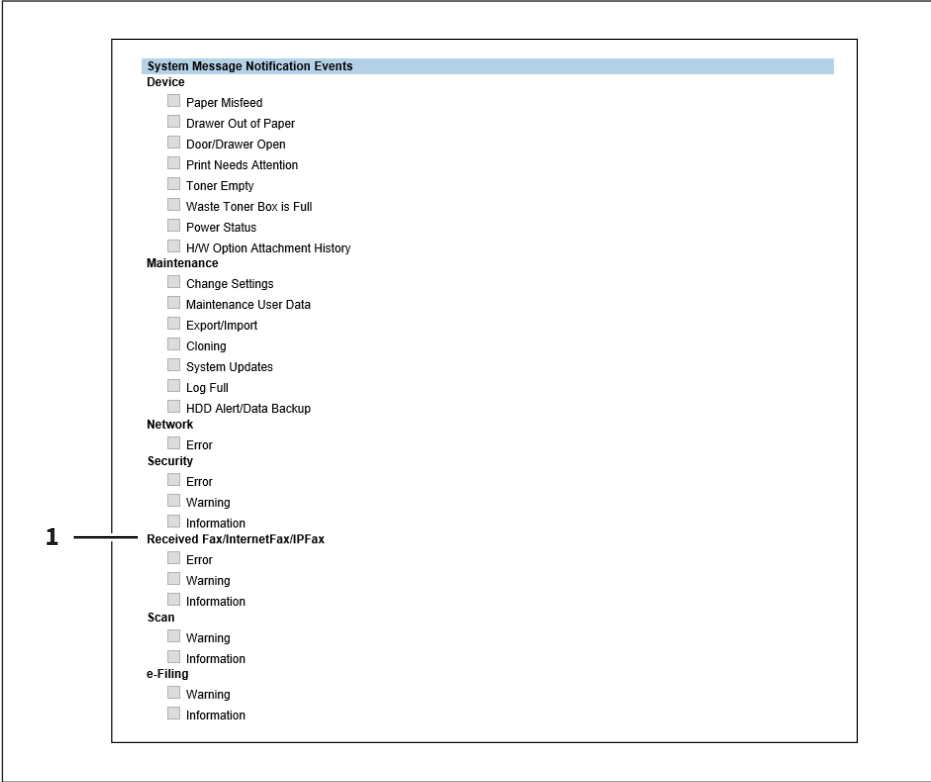 System Message Notification Events
Device
Paper Misfeed
Drawer Out of Paper
Door/Drawer Open
Print Needs Attention
Toner Empty
Waste Toner Box is Full
Power Status
H/W Option Attachment History
Maintenance
Change Settings
Maintenance User Data
Export/Import
Cloning
System Updates
Log Full
HDD Alert/Data Backup
Network
Error
Security
Error
Warning
Information
1 Received Fax/InternetFax/IPFax
Error
Warning
Information
Scan
Warning
Information
e-Filing
Warning
Information